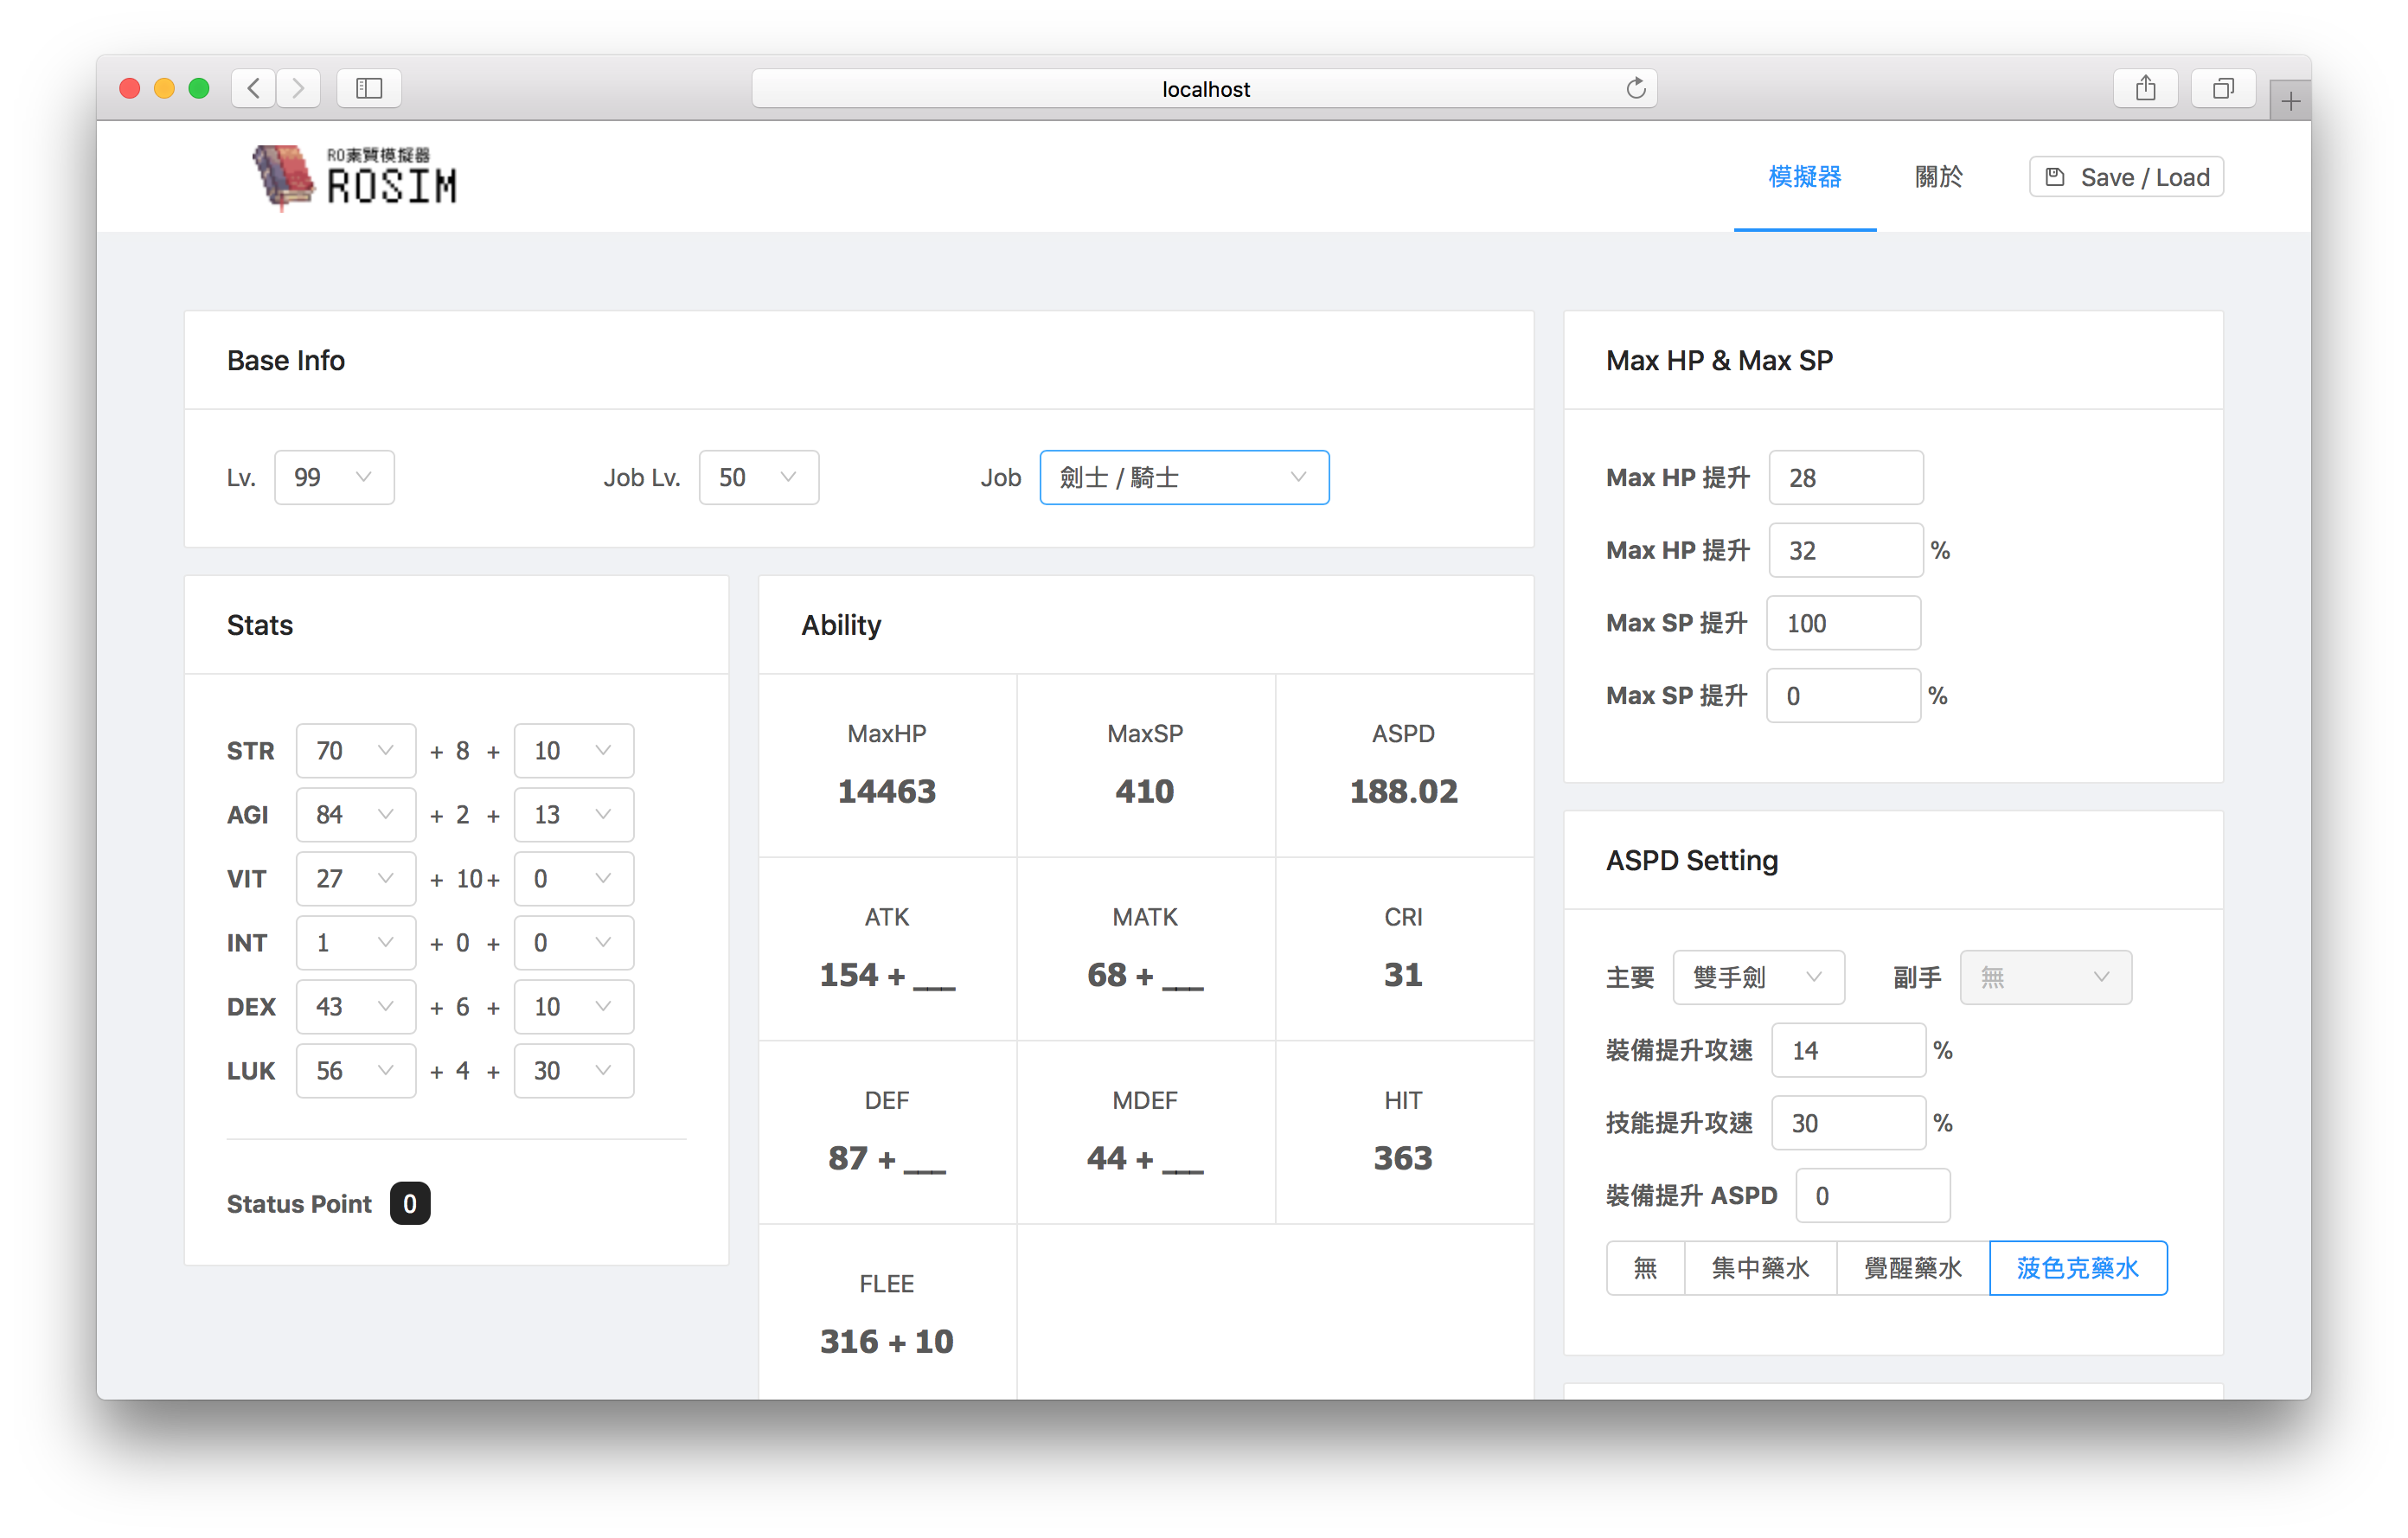 localhost
RO素質模擬器
ROSIM
模擬器
關於
Save / Load
Base Info
Lv. 99
Job Lv. 50
Job 劍士 / 騎士
Stats
STR 70 + 8 + 10
AGI 84 + 2 + 13
VIT 27 + 10 + 0
INT 1 + 0 + 0
DEX 43 + 6 + 10
LUK 56 + 4 + 30
Status Point 0
Ability
MaxHP
14463
MaxSP
410
ASPD
188.02
ATK
154 + ___
MATK
68 + ___
CRI
31
DEF
87 + ___
MDEF
44 + ___
HIT
363
FLEE
316 + 10
Max HP & Max SP
Max HP 提升 28
Max HP 提升 32 %
Max SP 提升 100
Max SP 提升 0 %
ASPD Setting
主要 雙手劍 副手 無
裝備提升攻速 14 %
技能提升攻速 30 %
裝備提升 ASPD 0
無 集中藥水 覺醒藥水 菠色克藥水